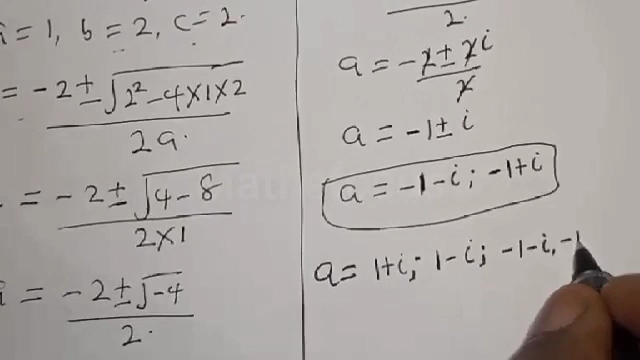 a = 1, b = 2, c = 2.
= -2 ± √(2² - 4×1×2)
2a.
= -2 ± √(4 - 8)
2×1
= -2 ± √-4
2.
2.
a = -2 ± 2i
2
a = -1 ± i
a = -1-i ; -1+i
a = 1+i; 1-i; -1-i, -1